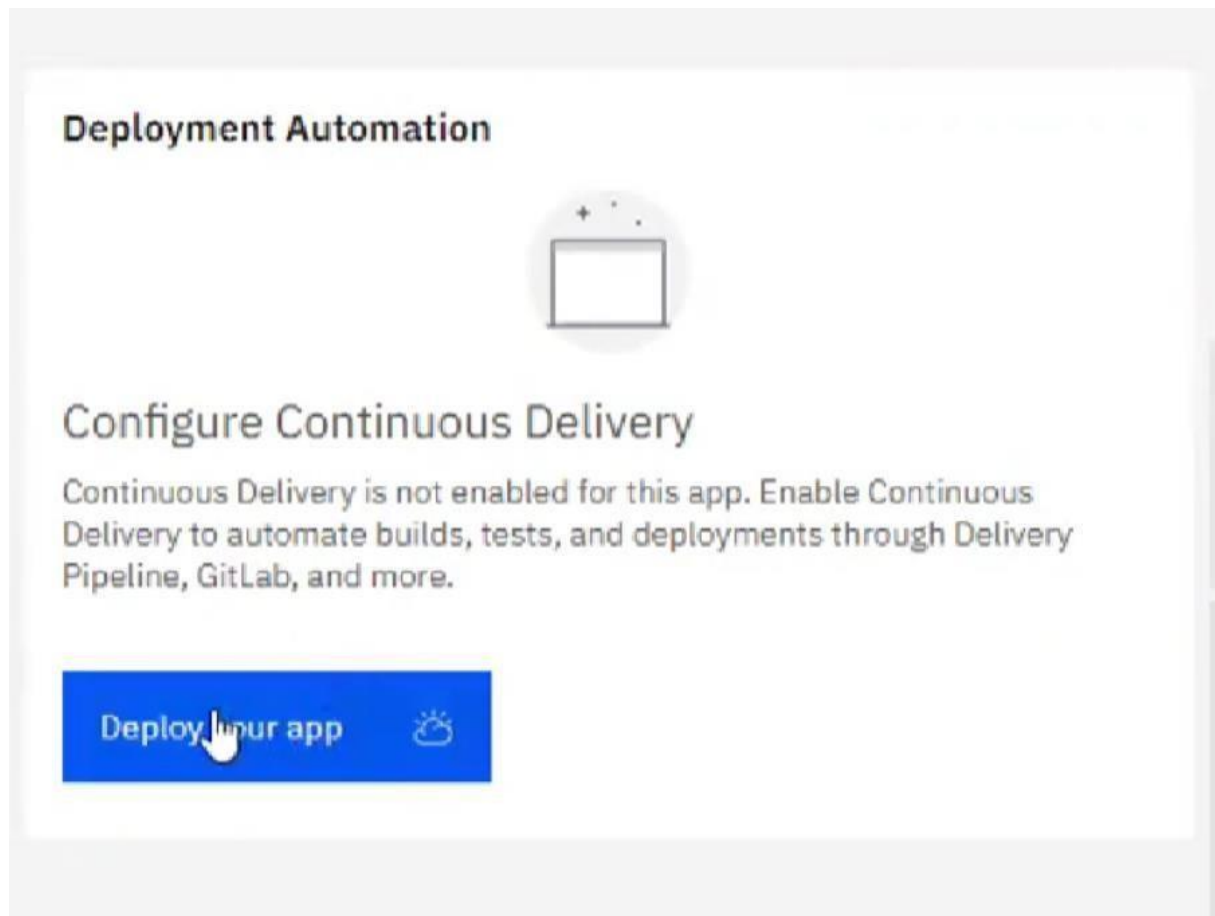 Deployment Automation
Configure Continuous Delivery
Continuous Delivery is not enabled for this app. Enable Continuous
Delivery to automate builds, tests, and deployments through Delivery
Pipeline, GitLab, and more.
Deploy your app